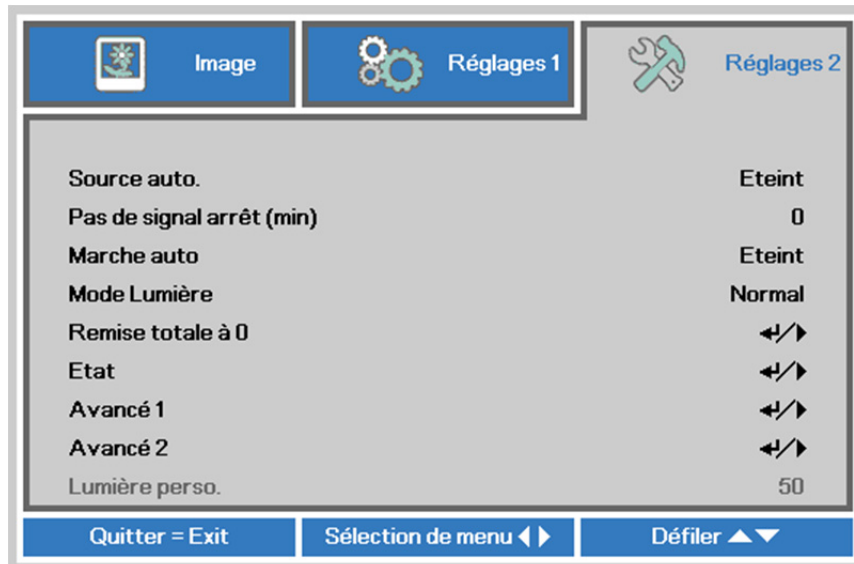 Image
Réglages 1
Réglages 2
Source auto. Eteint
Pas de signal arrêt (min) 0
Marche auto Eteint
Mode Lumière Normal
Remise totale à 0 ↵/▶
Etat ↵/▶
Avancé 1 ↵/▶
Avancé 2 ↵/▶
Lumière perso. 50
Quitter = Exit
Sélection de menu ◀▶
Défiler ▲▼